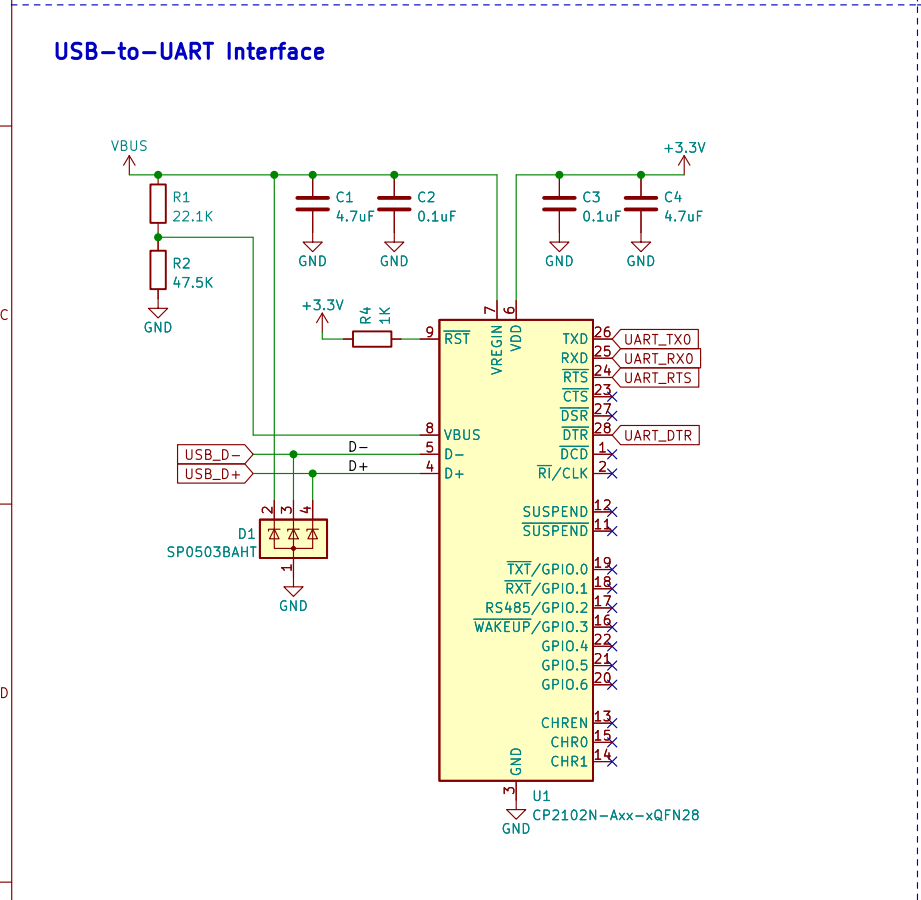 USB-to-UART Interface
VBUS
+3.3V
R1
22.1K
C1
4.7uF
C2
0.1uF
C3
0.1uF
C4
4.7uF
GND
GND
GND
GND
R2
47.5K
GND
+3.3V
R4
1K
7
6
C
9
RST
VREGIN
VDD
TXD
26
UART_TX0
RXD
25
UART_RX0
RTS
24
UART_RTS
CTS
23
DSR
27
8
VBUS
DTR
28
UART_DTR
USB_D-
D-
5
D-
DCD
1
USB_D+
D+
4
D+
RI/CLK
2
2
3
4
SUSPEND
12
SUSPEND
11
D1
SP0503BAHT
1
GND
TXT/GPIO.0
19
RXT/GPIO.1
18
RS485/GPIO.2
17
WAKEUP/GPIO.3
16
GPIO.4
22
GPIO.5
21
GPIO.6
20
D
CHREN
13
CHR0
15
CHR1
14
GND
3
U1
CP2102N-Axx-xQFN28
GND